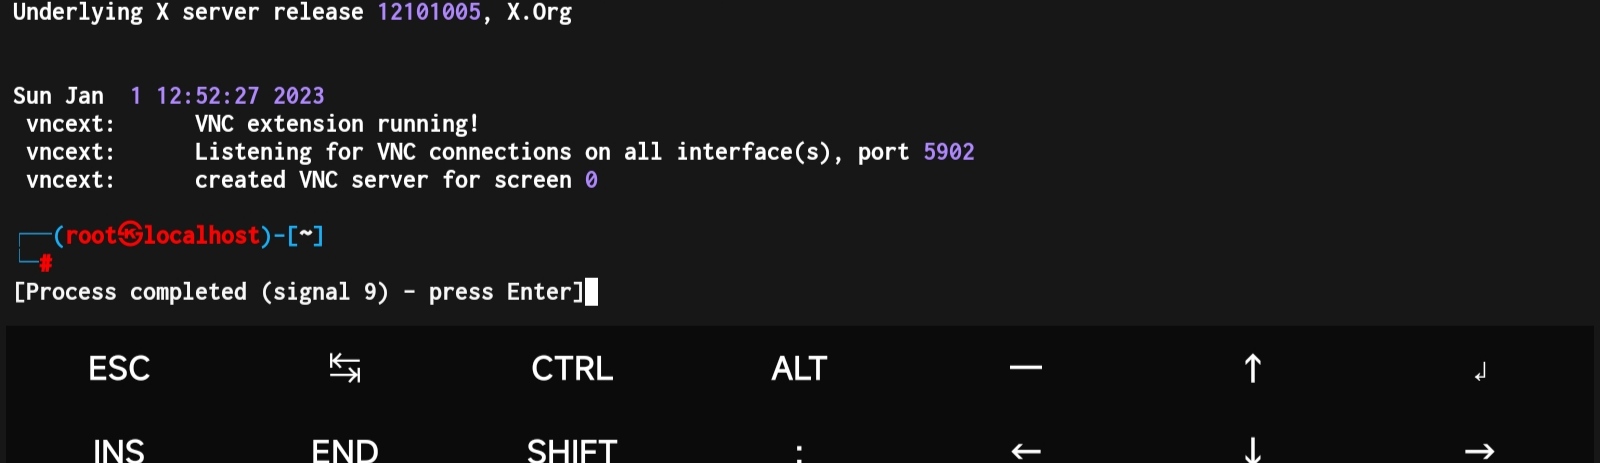 Underlying X server release 12101005, X.Org
Sun Jan  1 12:52:27 2023
vncext:      VNC extension running!
vncext:      Listening for VNC connections on all interface(s), port 5902
vncext:      created VNC server for screen 0
┌──(root㉿localhost)-[~]
└─#
[Process completed (signal 9) - press Enter]
ESC ↹ CTRL ALT — ↑ ↲
INS END SHIFT : ← ↓ →